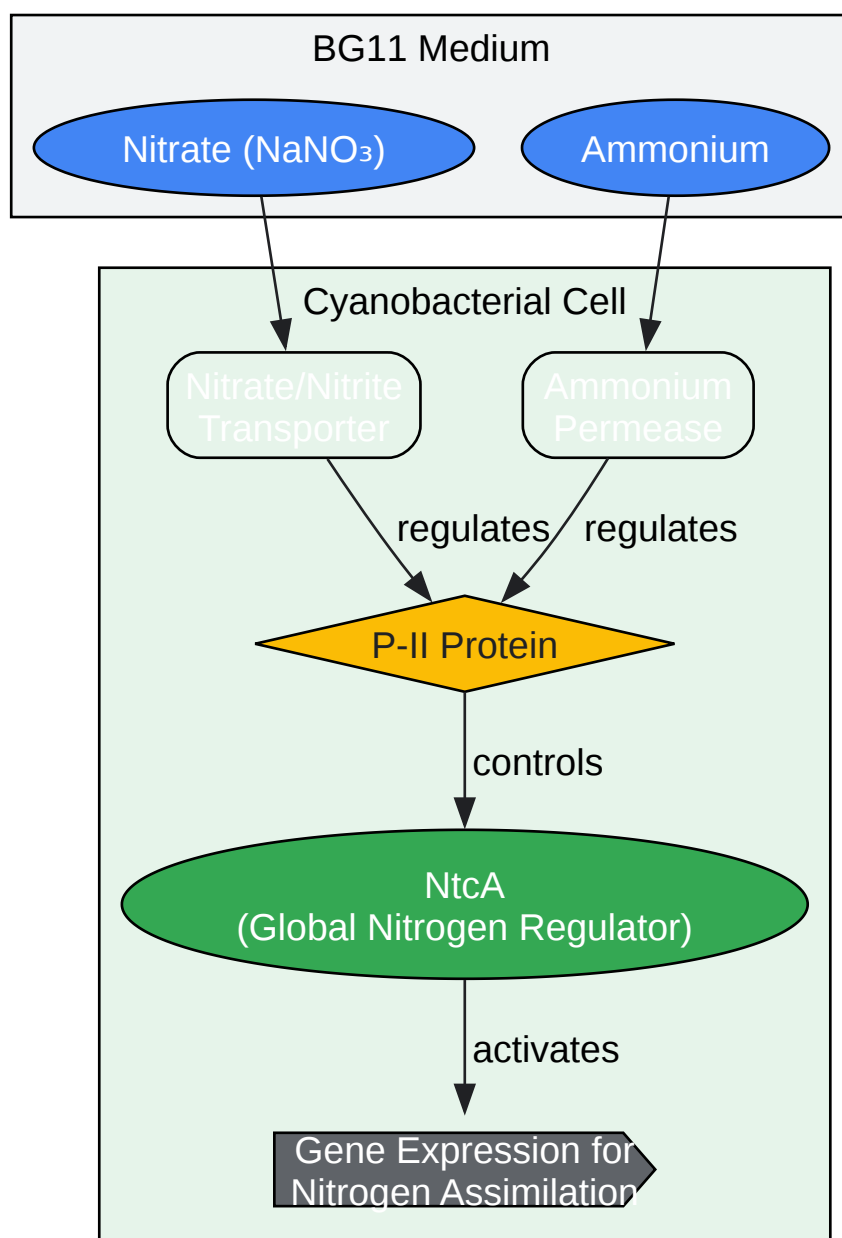 BG11 Medium
Nitrate (NaNO₃)
Ammonium
Cyanobacterial Cell
Nitrate/Nitrite
Transporter
Ammonium
Permease
regulates
regulates
P-II Protein
controls
NtcA
(Global Nitrogen Regulator)
activates
Gene Expression for
Nitrogen Assimilation